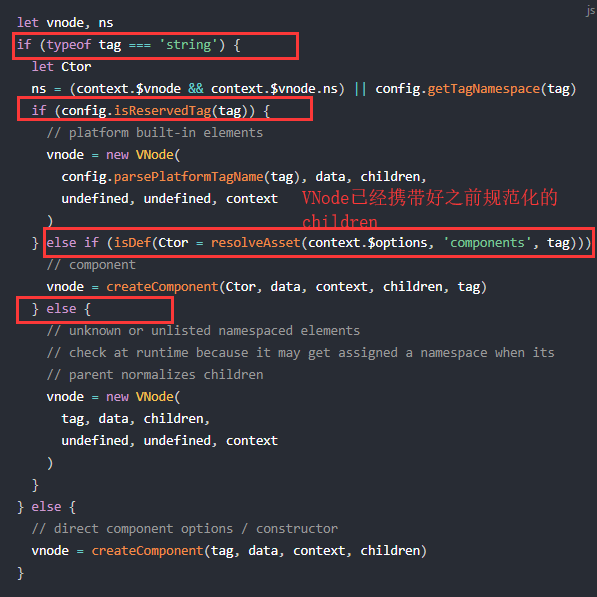 js
let vnode, ns
if (typeof tag === 'string') {
  let Ctor
  ns = (context.$vnode && context.$vnode.ns) || config.getTagNamespace(tag)
  if (config.isReservedTag(tag)) {
    // platform built-in elements
    vnode = new VNode(
      config.parsePlatformTagName(tag), data, children,
      undefined, undefined, context
VNode已经携带好之前规范化的
children
    )
  } else if (isDef(Ctor = resolveAsset(context.$options, 'components', tag)))
    // component
    vnode = createComponent(Ctor, data, context, children, tag)
  } else {
    // unknown or unlisted namespaced elements
    // check at runtime because it may get assigned a namespace when its
    // parent normalizes children
    vnode = new VNode(
      tag, data, children,
      undefined, undefined, context
    )
  }
} else {
  // direct component options / constructor
  vnode = createComponent(tag, data, context, children)
}